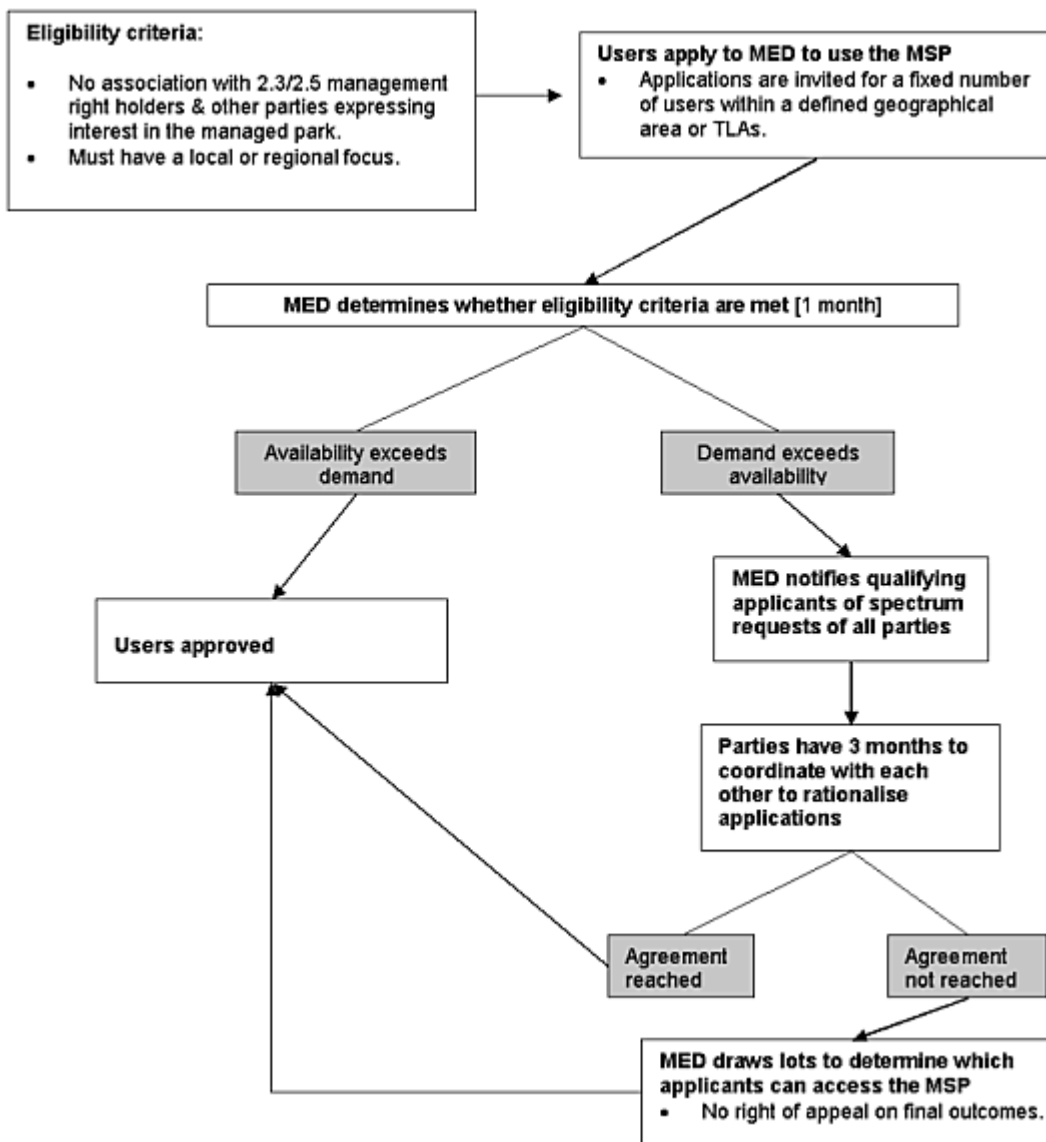 Eligibility criteria:
• No association with 2.3/2.5 management
right holders & other parties expressing
interest in the managed park.
• Must have a local or regional focus.
Users apply to MED to use the MSP
• Applications are invited for a fixed number
of users within a defined geographical
area or TLAs.
MED determines whether eligibility criteria are met [1 month]
Availability exceeds
demand
Demand exceeds
availability
MED notifies qualifying
applicants of spectrum
requests of all parties
Users approved
Parties have 3 months to
coordinate with each
other to rationalise
applications
Agreement
reached
Agreement
not reached
MED draws lots to determine which
applicants can access the MSP
• No right of appeal on final outcomes.